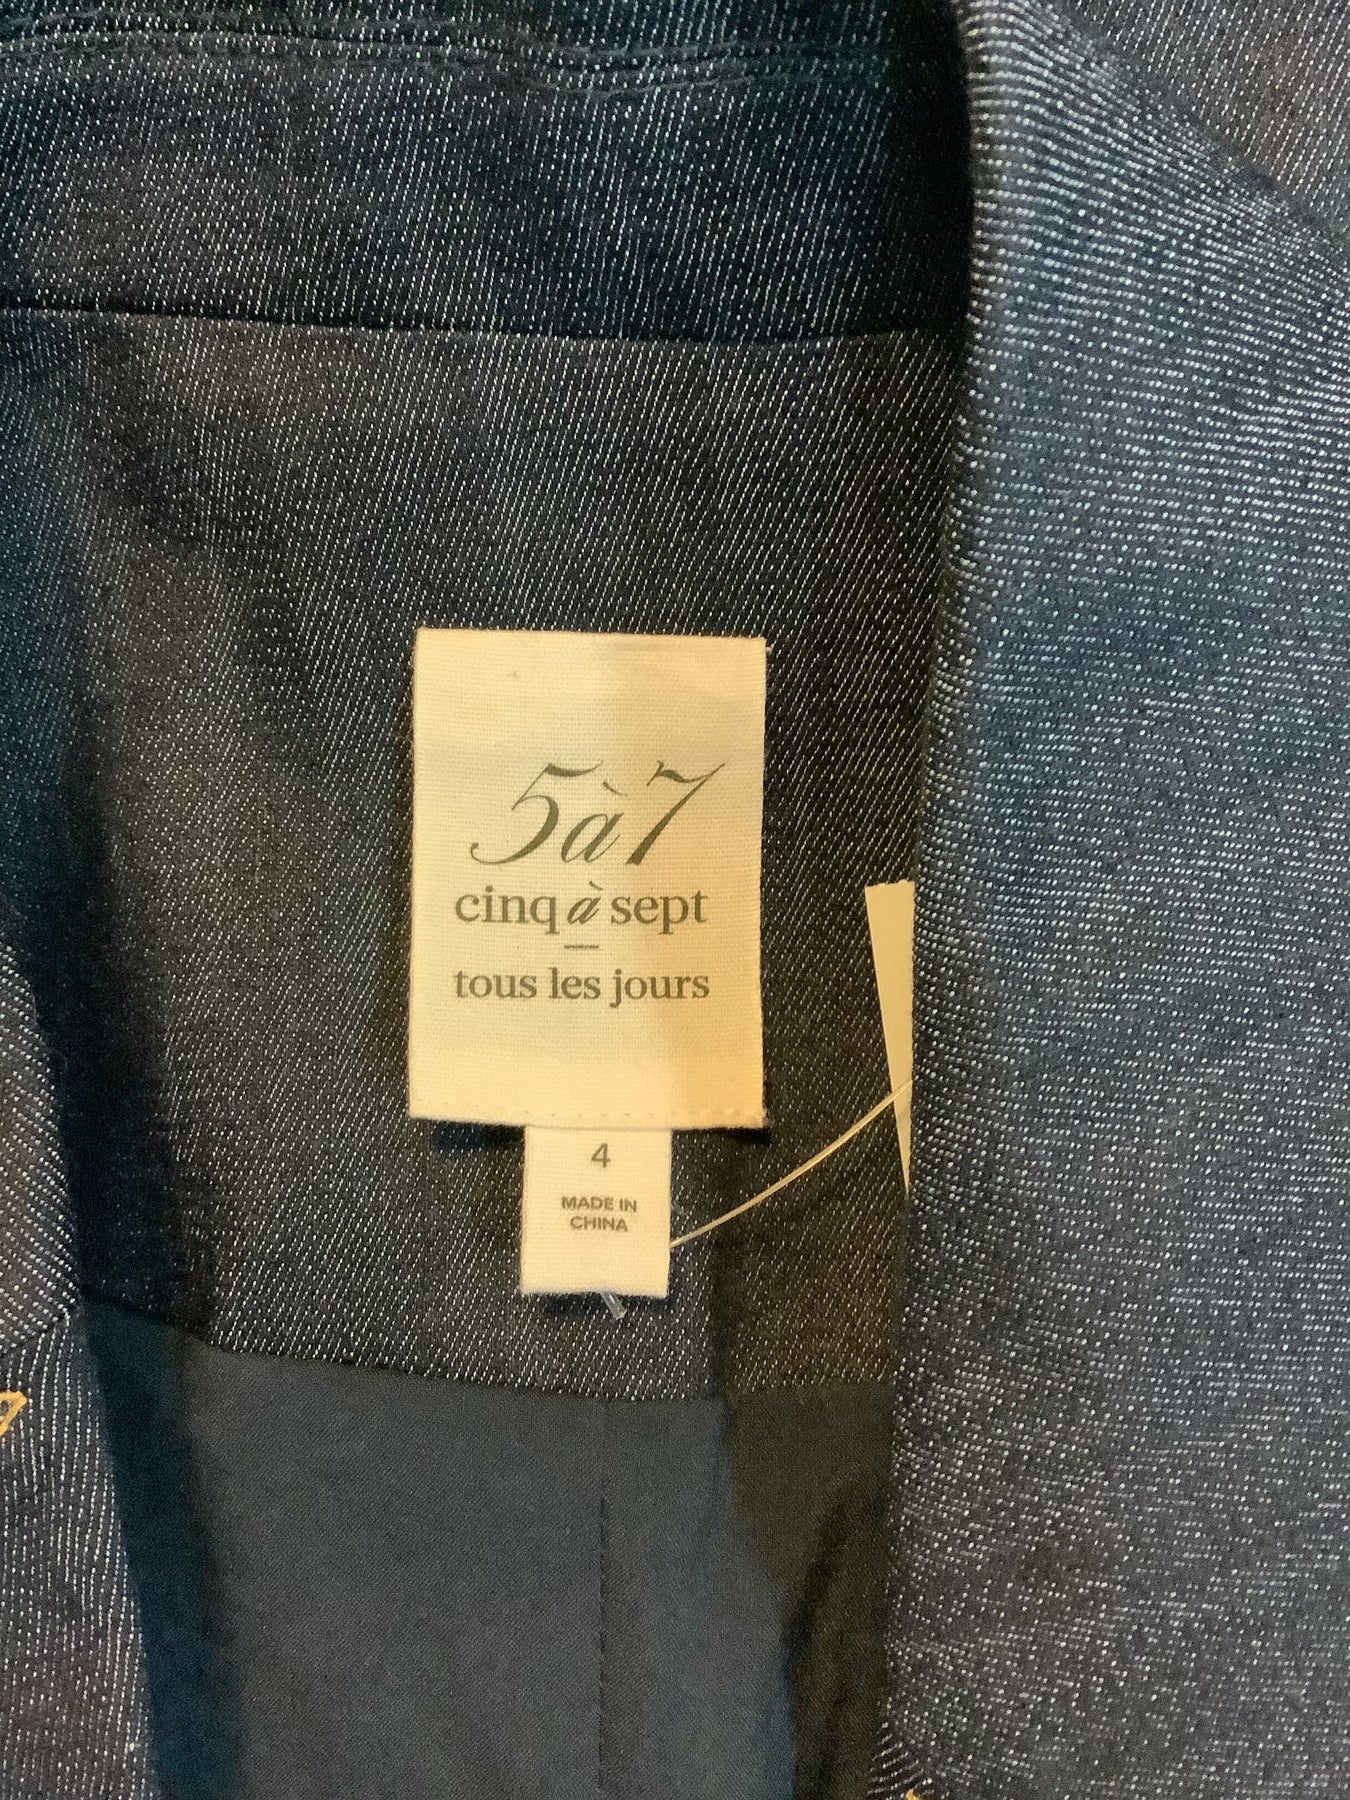 5à7
cinq à sept
—
tous les jours
4
MADE IN
CHINA